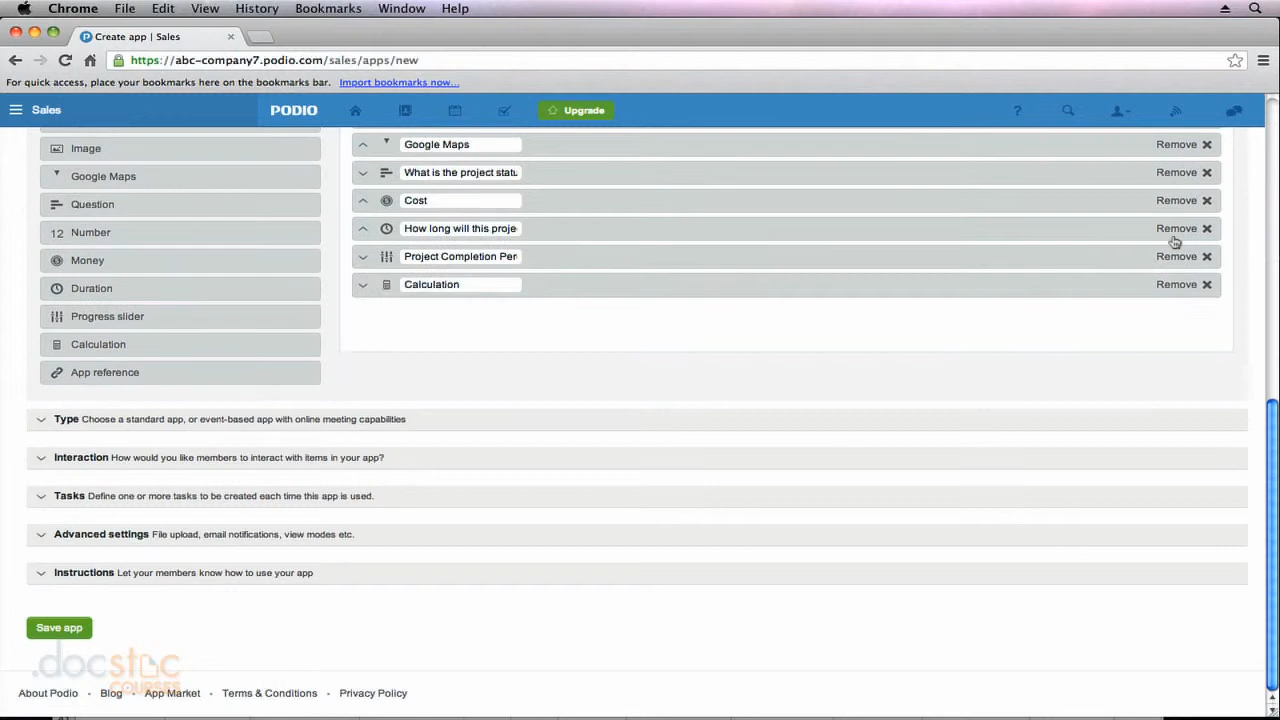 Chrome File Edit View History Bookmarks Window Help
Create app | Sales
https://abc-company7.podio.com/sales/apps/new
For quick access, place your bookmarks here on the bookmarks bar. Import bookmarks now...
Sales PODIO Upgrade ?
Image
Google Maps
Question
12 Number
Money
Duration
Progress slider
Calculation
App reference
Google Maps Remove
What is the project statu Remove
Cost Remove
How long will this proje Remove
Project Completion Per Remove
Calculation Remove
Type Choose a standard app, or event-based app with online meeting capabilities
Interaction How would you like members to interact with items in your app?
Tasks Define one or more tasks to be created each time this app is used.
Advanced settings File upload, email notifications, view modes etc.
Instructions Let your members know how to use your app
Save app
.docstoc
COURSES
About Podio · Blog · App Market · Terms & Conditions · Privacy Policy